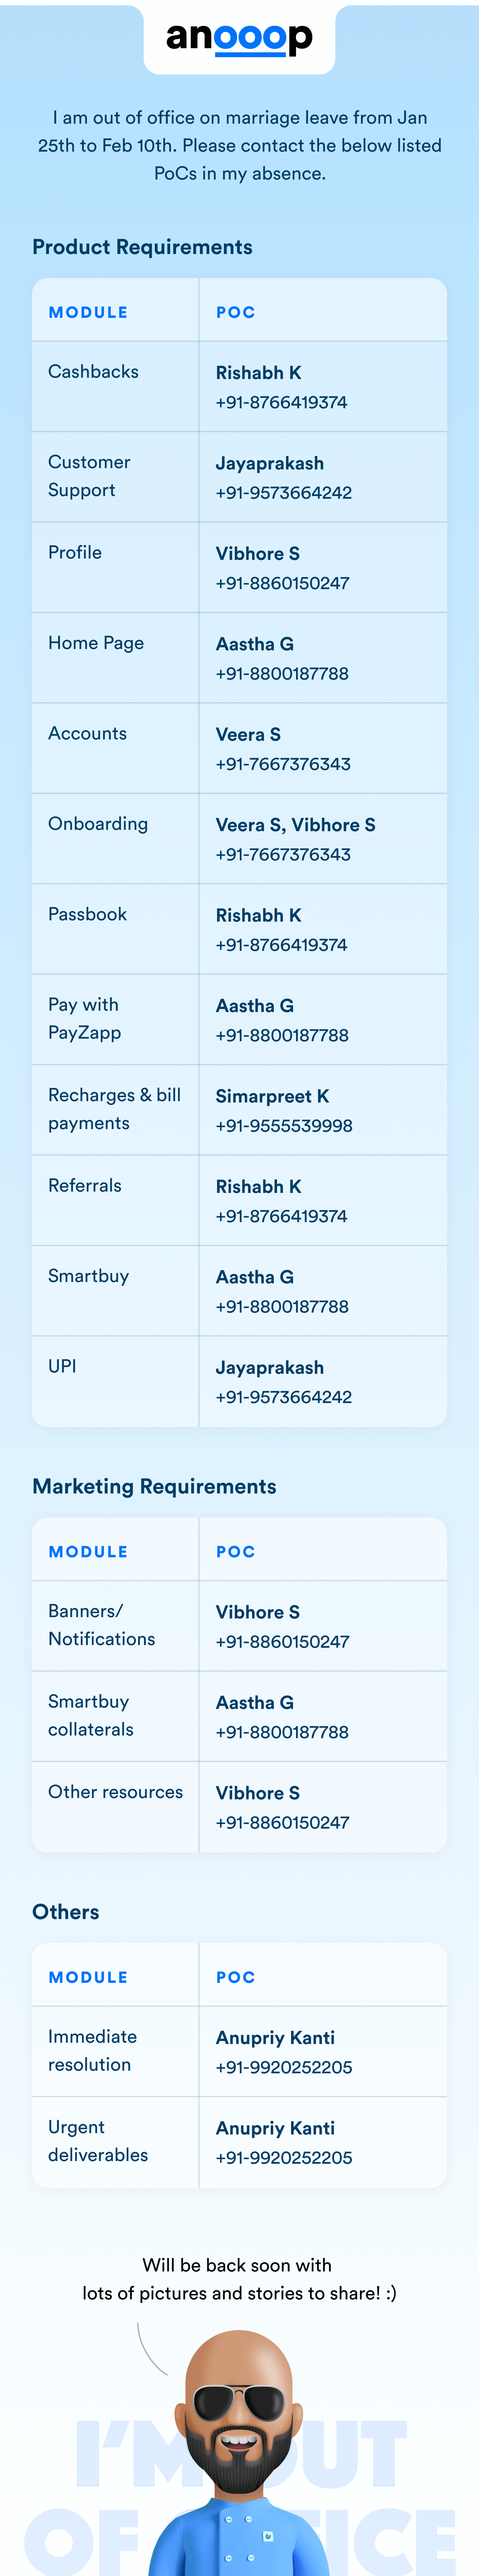 anooop
I am out of office on marriage leave from Jan
25th to Feb 10th. Please contact the below listed
PoCs in my absence.
Product Requirements
MODULE POC
Cashbacks Rishabh K
+91-8766419374
Customer Jayaprakash
Support +91-9573664242
Profile Vibhore S
+91-8860150247
Home Page Aastha G
+91-8800187788
Accounts Veera S
+91-7667376343
Onboarding Veera S, Vibhore S
+91-7667376343
Passbook Rishabh K
+91-8766419374
Pay with Aastha G
PayZapp +91-8800187788
Recharges & bill Simarpreet K
payments +91-9555539998
Referrals Rishabh K
+91-8766419374
Smartbuy Aastha G
+91-8800187788
UPI Jayaprakash
+91-9573664242
Marketing Requirements
MODULE POC
Banners/ Vibhore S
Notifications +91-8860150247
Smartbuy Aastha G
collaterals +91-8800187788
Other resources Vibhore S
+91-8860150247
Others
MODULE POC
Immediate Anupriy Kanti
resolution +91-9920252205
Urgent Anupriy Kanti
deliverables +91-9920252205
Will be back soon with
lots of pictures and stories to share! :)
I'M OUT
OF OFFICE